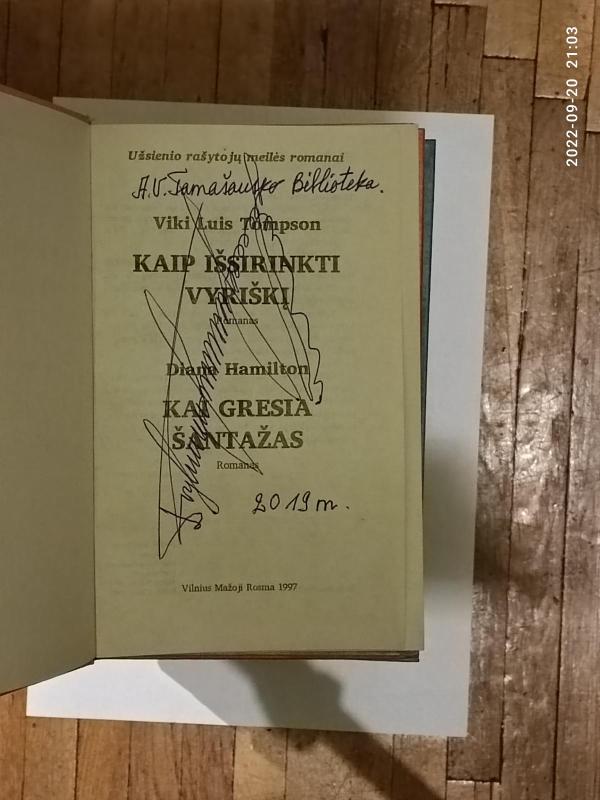 Užsienio rašytojų meilės romanai
A.V. Tamašausko Biblioteka.
Viki Luis Tompson
KAIP IŠSIRINKTI
VYRIŠKĮ
Romanas
Diana Hamilton
KAI GRESIA
ŠANTAŽAS
Romanas
2019 m.
Vilnius Mažoji Rosma 1997
2022-09-20 21:03